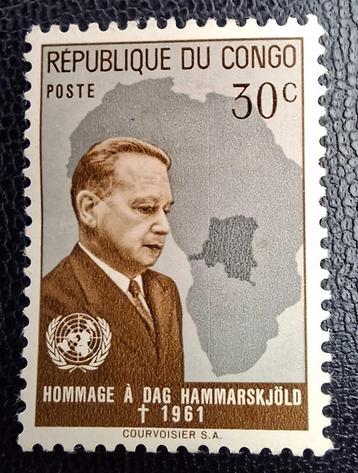 RÉPUBLIQUE DU CONGO
POSTE 30c
HOMMAGE À DAG HAMMARSKJÖLD
† 1961
COURVOISIER S.A.